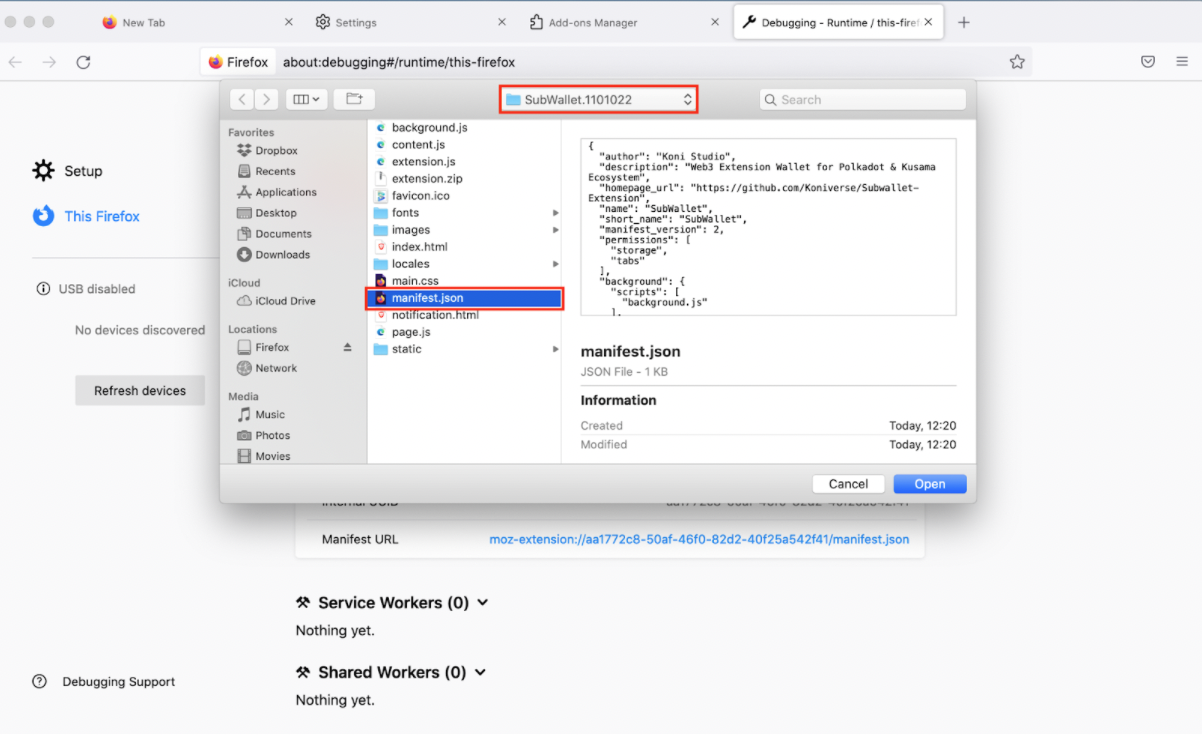 New Tab
Settings
Add-ons Manager
Debugging - Runtime / this-firef
Firefox
about:debugging#/runtime/this-firefox
SubWallet.1101022
Search
Setup
This Firefox
USB disabled
No devices discovered
Refresh devices
Debugging Support
Favorites
Dropbox
Recents
Applications
Desktop
Documents
Downloads
iCloud
iCloud Drive
Locations
Firefox
Network
Media
Music
Photos
Movies
background.js
content.js
extension.js
extension.zip
favicon.ico
fonts
images
index.html
locales
main.css
manifest.json
notification.html
page.js
static
{
"author": "Koni Studio",
"description": "Web3 Extension Wallet for Polkadot & Kusama
Ecosystem",
"homepage_url": "https://github.com/Koniverse/Subwallet-
Extension",
"name": "SubWallet",
"short_name": "SubWallet",
"manifest_version": 2,
"permissions": [
"storage",
"tabs"
],
"background": {
"scripts": [
"background.js"
],
manifest.json
JSON File - 1 KB
Information
Created Today, 12:20
Modified Today, 12:20
Cancel
Open
Internal UUID
Manifest URL moz-extension://aa1772c8-50af-46f0-82d2-40f25a542f41/manifest.json
Service Workers (0)
Nothing yet.
Shared Workers (0)
Nothing yet.